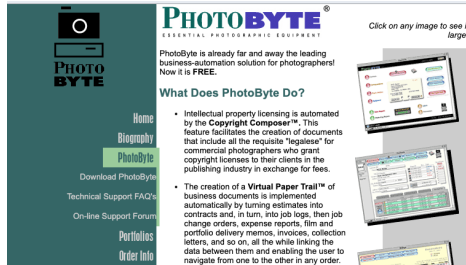 PHOTO
BYTE
Home
Biography
PhotoByte
Download PhotoByte
Technical Support FAQ's
On-line Support Forum
Portfolios
Order Info
PHOTOBYTE®
ESSENTIAL PHOTOGRAPHIC EQUIPMENT
PhotoByte is already far and away the leading
business-automation solution for photographers!
Now it is FREE.
What Does PhotoByte Do?
• Intellectual property licensing is automated
by the Copyright Composer™. This
feature facilitates the creation of documents
that include all the requisite "legalese" for
commercial photographers who grant
copyright licenses to their clients in the
publishing industry in exchange for fees.
• The creation of a Virtual Paper Trail™ of
business documents is implemented
automatically by turning estimates into
contracts and, in turn, into job logs, then job
change orders, expense reports, film and
portfolio delivery memos, invoices, collection
letters, and so on, all the while linking the
data between them and enabling the user to
navigate from one to the other in any order.
Click on any image to see
large